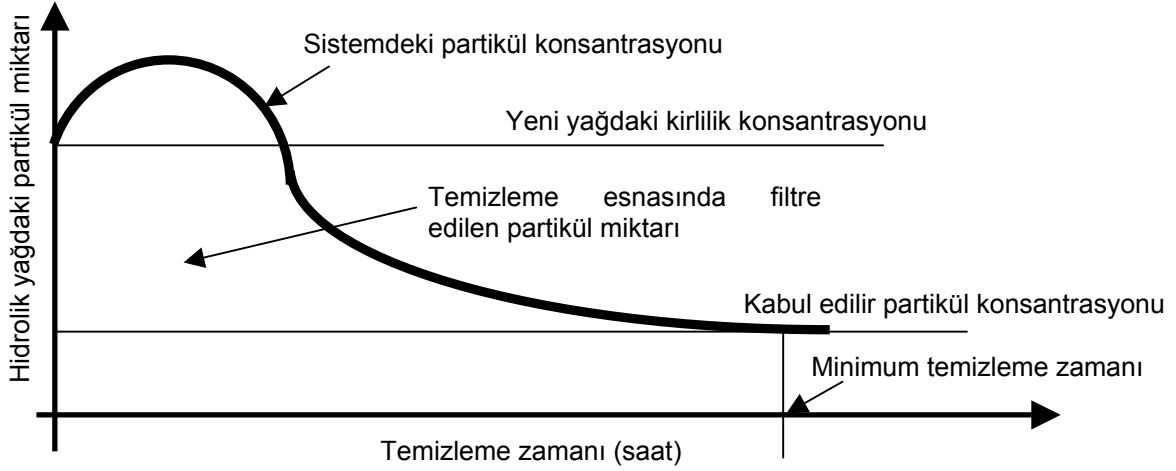 Hidrolik yağdaki partikül miktarı
Sistemdeki partikül konsantrasyonu
Yeni yağdaki kirlilik konsantrasyonu
Temizleme esnasında filtre
edilen partikül miktarı
Kabul edilir partikül konsantrasyonu
Minimum temizleme zamanı
Temizleme zamanı (saat)